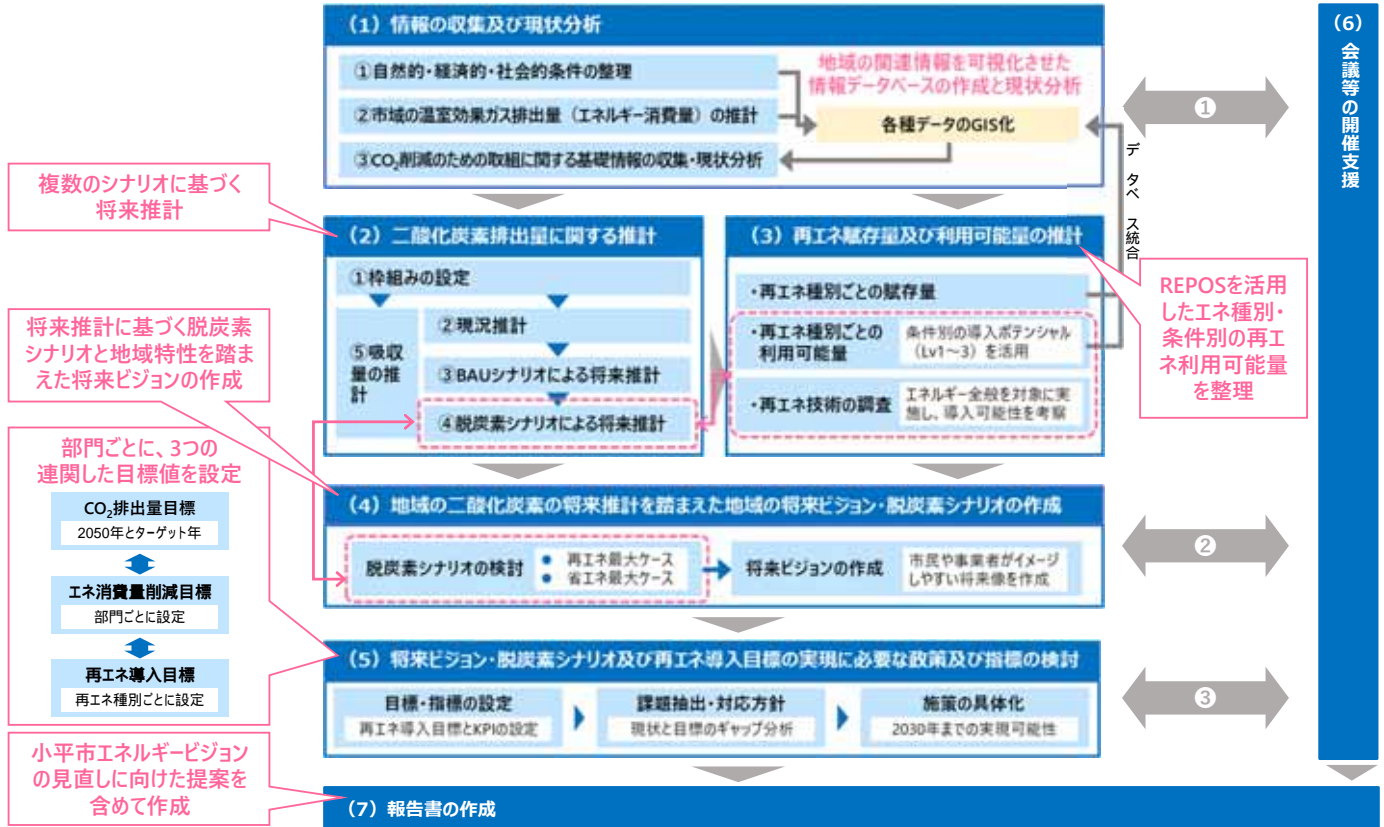 (1) 情報の収集及び現状分析
①自然的・経済的・社会的条件の整理
②市域の温室効果ガス排出量（エネルギー消費量）の推計
③CO₂削減のための取組に関する基礎情報の収集・現状分析
地域の関連情報を可視化させた
情報データベースの作成と現状分析
各種データのGIS化
❶
(6)
会議等の開催支援
デ タベ ス統合
複数のシナリオに基づく
将来推計
(2) 二酸化炭素排出量に関する推計
①枠組みの設定
②現況推計
③BAUシナリオによる将来推計
④脱炭素シナリオによる将来推計
⑤吸収
量の推
計
(3) 再エネ賦存量及び利用可能量の推計
・再エネ種別ごとの賦存量
・再エネ種別ごとの
利用可能量
条件別の導入ポテンシャル
（Lv1～3）を活用
・再エネ技術の調査
エネルギー全般を対象に実
施し、導入可能性を考察
REPOSを活用
したエネ種別・
条件別の再エ
ネ利用可能量
を整理
将来推計に基づく脱炭素
シナリオと地域特性を踏ま
えた将来ビジョンの作成
部門ごとに、3つの
連関した目標値を設定
CO₂排出量目標
2050年とターゲット年
エネ消費量削減目標
部門ごとに設定
再エネ導入目標
再エネ種別ごとに設定
(4) 地域の二酸化炭素の将来推計を踏まえた地域の将来ビジョン・脱炭素シナリオの作成
脱炭素シナリオの検討
● 再エネ最大ケース
● 省エネ最大ケース
将来ビジョンの作成
市民や事業者がイメージ
しやすい将来像を作成
❷
(5) 将来ビジョン・脱炭素シナリオ及び再エネ導入目標の実現に必要な政策及び指標の検討
目標・指標の設定
再エネ導入目標とKPIの設定
課題抽出・対応方針
現状と目標のギャップ分析
施策の具体化
2030年までの実現可能性
❸
小平市エネルギービジョン
の見直しに向けた提案を
含めて作成
(7) 報告書の作成